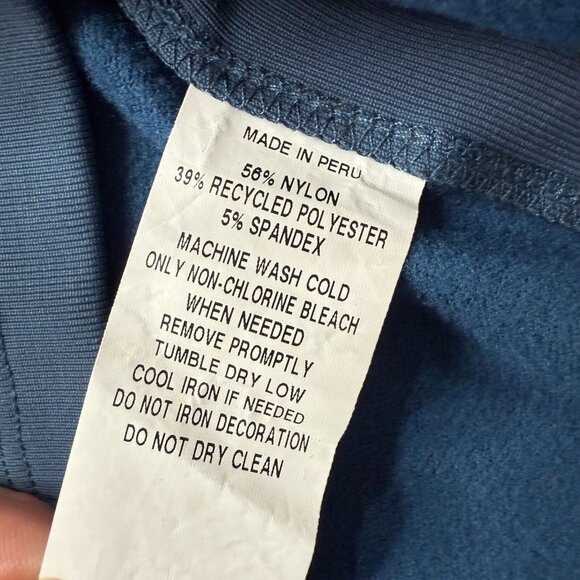 MADE IN PERU
56% NYLON
39% RECYCLED POLYESTER
5% SPANDEX
MACHINE WASH COLD
ONLY NON-CHLORINE BLEACH
WHEN NEEDED
REMOVE PROMPTLY
TUMBLE DRY LOW
COOL IRON IF NEEDED
DO NOT IRON DECORATION
DO NOT DRY CLEAN